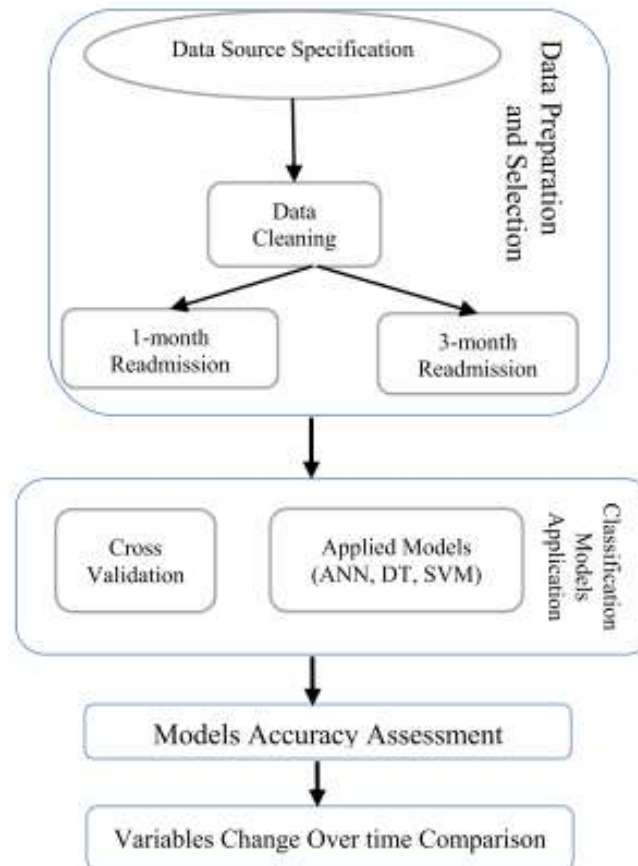 Data Source Specification
Data Preparation
and Selection
Data
Cleaning
1-month
Readmission
3-month
Readmission
Cross
Validation
Applied Models
(ANN, DT, SVM)
Classification
Models
Application
Models Accuracy Assessment
Variables Change Over time Comparison